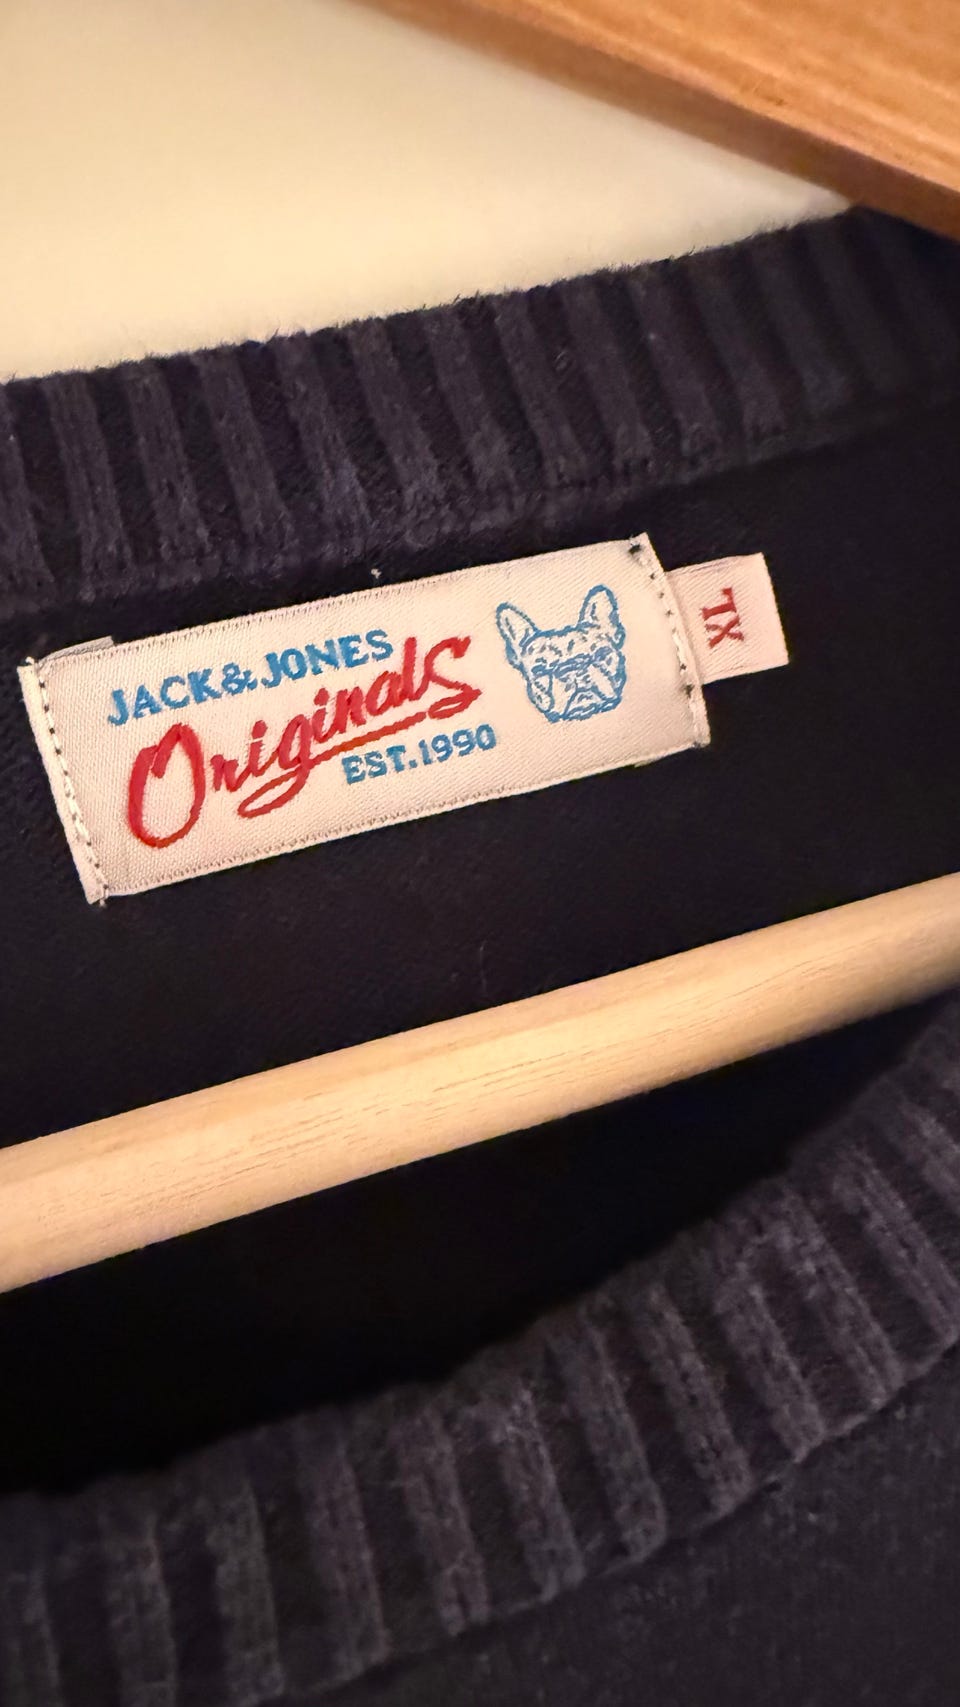 JACK&JONES
Originals
EST.1990
XL